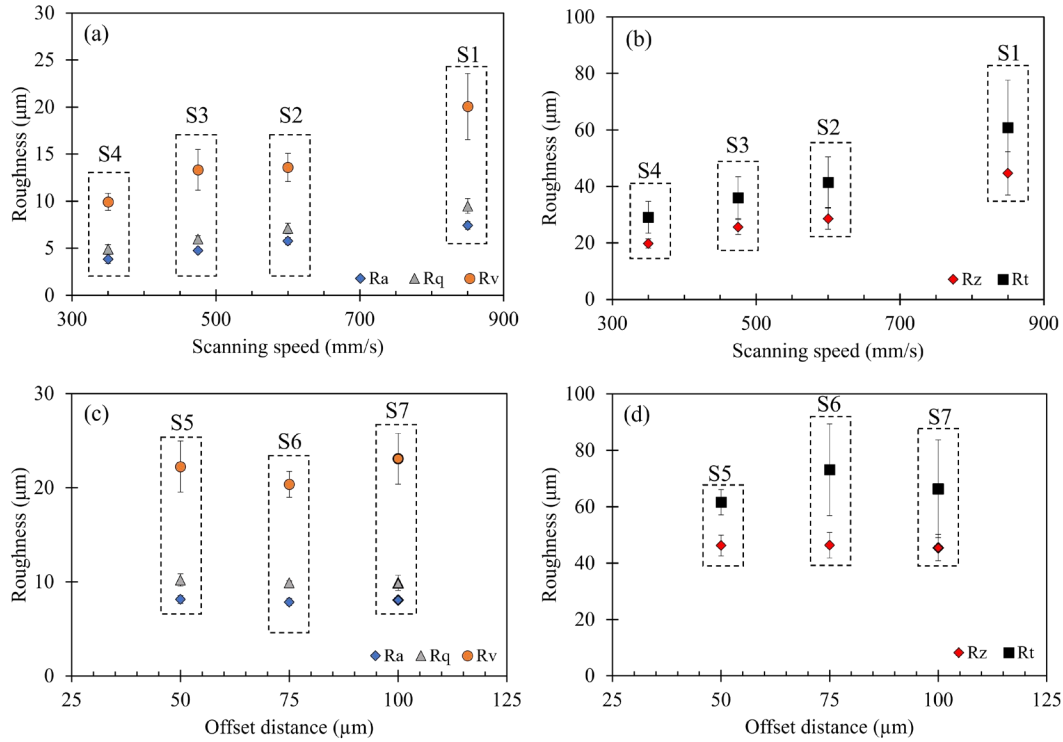 (a)
Roughness (μm)
30
25
20
15
10
5
0
S4
S3
S2
S1
Ra Rq Rv
300 500 700 900
Scanning speed (mm/s)
(b)
Roughness (μm)
100
80
60
40
20
0
S4
S3
S2
S1
Rz Rt
300 500 700 900
Scanning speed (mm/s)
(c)
Roughness (μm)
30
20
10
0
S5
S6
S7
Ra Rq Rv
25 50 75 100 125
Offset distance (μm)
(d)
Roughness (μm)
100
80
60
40
20
0
S5
S6
S7
Rz Rt
25 50 75 100 125
Offset distance (μm)